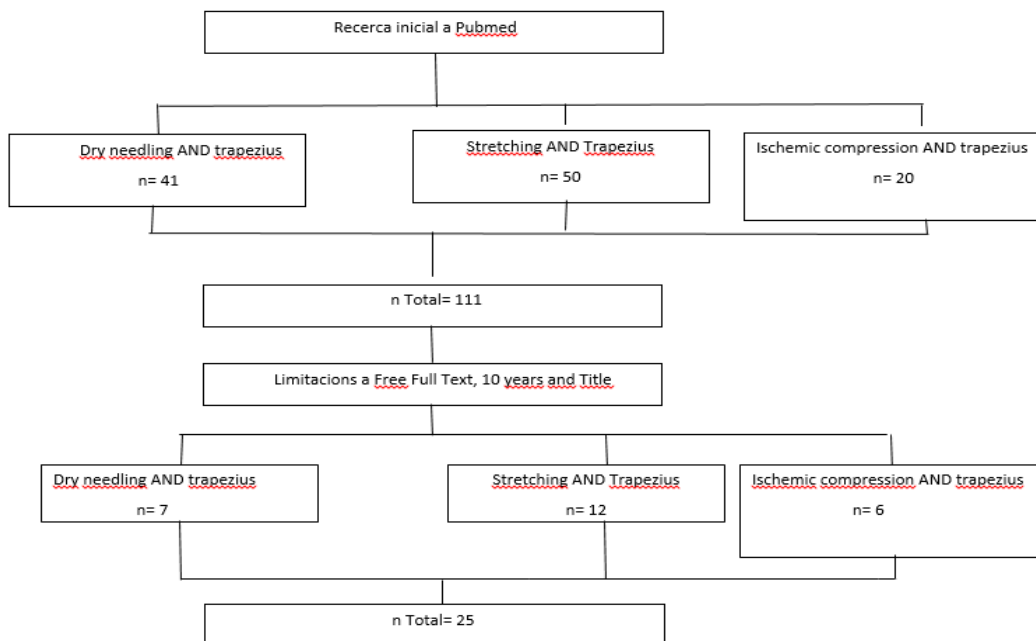 Recerca inicial a Pubmed
Dry needling AND trapezius
n= 41
Stretching AND Trapezius
n= 50
Ischemic compression AND trapezius
n= 20
n Total= 111
Limitacions a Free Full Text, 10 years and Title
Dry needling AND trapezius
n= 7
Stretching AND Trapezius
n= 12
Ischemic compression AND trapezius
n= 6
n Total= 25